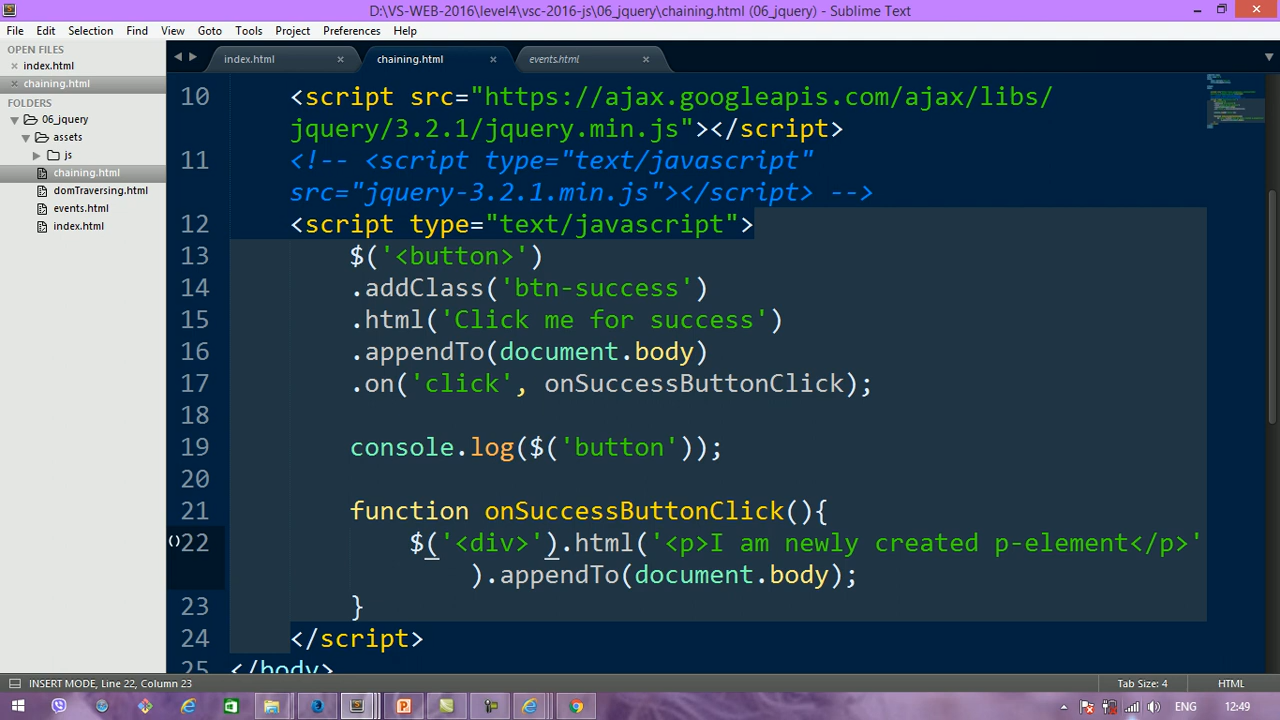 D:\VS-WEB-2016\level4\vsc-2016-js\06_jquery\chaining.html (06_jquery) - Sublime Text
File Edit Selection Find View Goto Tools Project Preferences Help
OPEN FILES
index.html
chaining.html
FOLDERS
06_jquery
assets
js
chaining.html
domTraversing.html
events.html
index.html
index.html chaining.html events.html
10 <script src="https://ajax.googleapis.com/ajax/libs/
jquery/3.2.1/jquery.min.js"></script>
11 <!-- <script type="text/javascript"
src="jquery-3.2.1.min.js"></script> -->
12 <script type="text/javascript">
13 $('<button>')
14 .addClass('btn-success')
15 .html('Click me for success')
16 .appendTo(document.body)
17 .on('click', onSuccessButtonClick);
18
19 console.log($('button'));
20
21 function onSuccessButtonClick(){
22 $('<div>').html('<p>I am newly created p-element</p>'
).appendTo(document.body);
23 }
24 </script>
25 </body>
INSERT MODE, Line 22, Column 23 Tab Size: 4 HTML
ENG 12:49